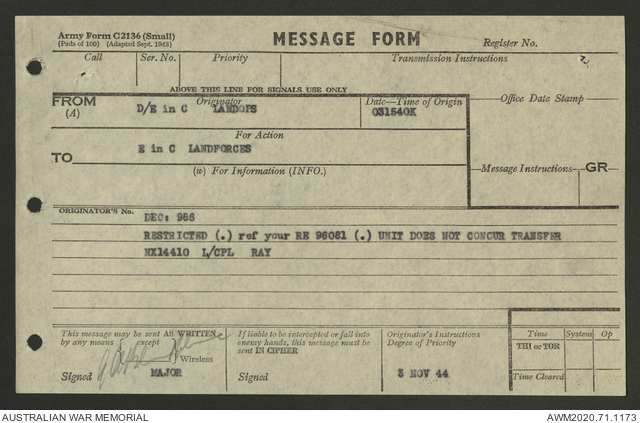 Army Form C2136 (Small)
(Pads of 100) (Adapted Sept. 1943)
MESSAGE FORM
Register No.
Call
Ser. No.
Priority
Transmission Instructions
ABOVE THIS LINE FOR SIGNALS USE ONLY
FROM
(A)
Originator
D/E in C LANDOPS
Date—Time of Origin
031540K
Office Date Stamp
For Action
TO
E in C LANDFORCES
(W) For Information (INFO.)
Message Instructions
GR
ORIGINATOR'S No.
DEC: 966
RESTRICTED (.) ref your RE 96081 (.) UNIT DOES NOT CONCUR TRANSFER
NX14410 L/CPL RAY
This message may be sent AS WRITTEN
by any means except
Wireless
Signed
MAJOR
If liable to be intercepted or fall into
enemy hands, this message must be
sent IN CIPHER
Signed
Originator's Instructions
Degree of Priority
3 NOV 44
Time
System
Op
THI or TOR
Time Cleared
AUSTRALIAN WAR MEMORIAL
AWM2020.71.1173